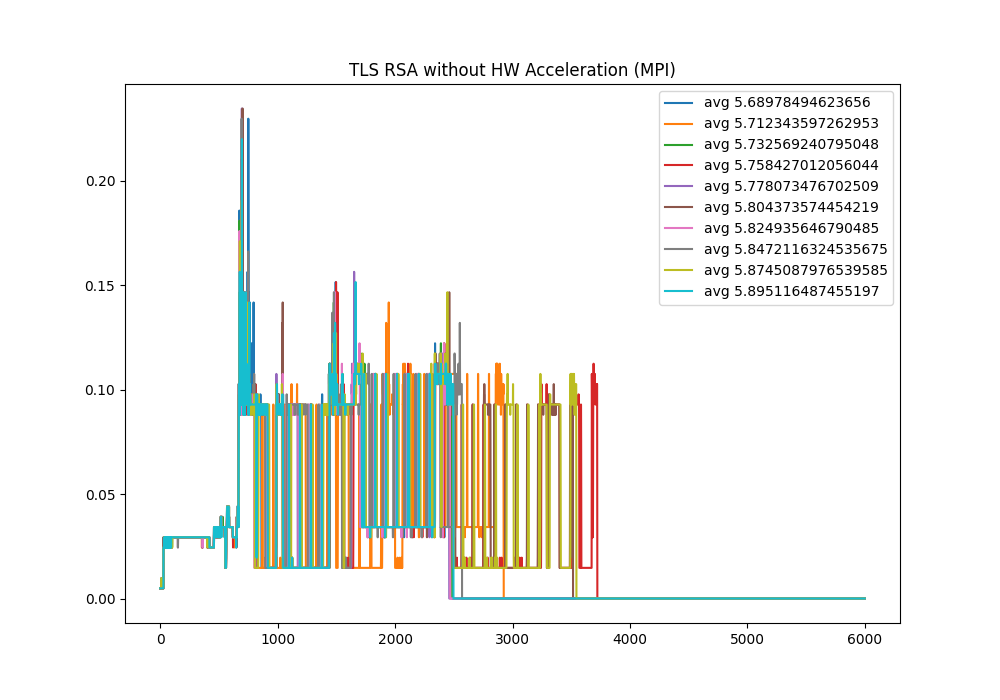 TLS RSA without HW Acceleration (MPI)
avg 5.68978494623656
avg 5.712343597262953
avg 5.732569240795048
avg 5.758427012056044
avg 5.778073476702509
avg 5.804373574454219
avg 5.824935646790485
avg 5.8472116324535675
avg 5.8745087976539585
avg 5.895116487455197
0.20
0.15
0.10
0.05
0.00
0 1000 2000 3000 4000 5000 6000